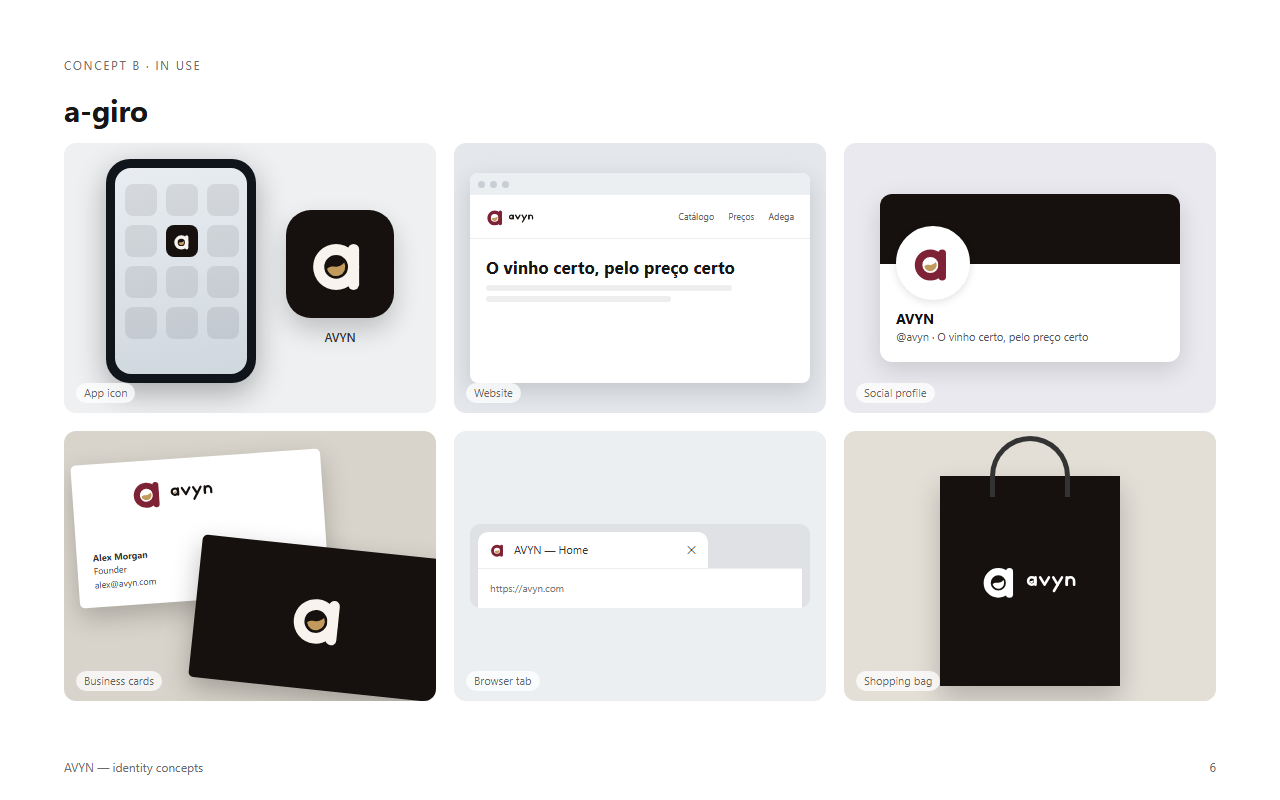 CONCEPT B · IN USE
a-giro
AVYN
App icon
avyn
Catálogo Preços Adega
O vinho certo, pelo preço certo
Website
AVYN
@avyn · O vinho certo, pelo preço certo
Social profile
avyn
Alex Morgan
Founder
alex@avyn.com
Business cards
AVYN — Home
https://avyn.com
Browser tab
avyn
Shopping bag
AVYN — identity concepts
6